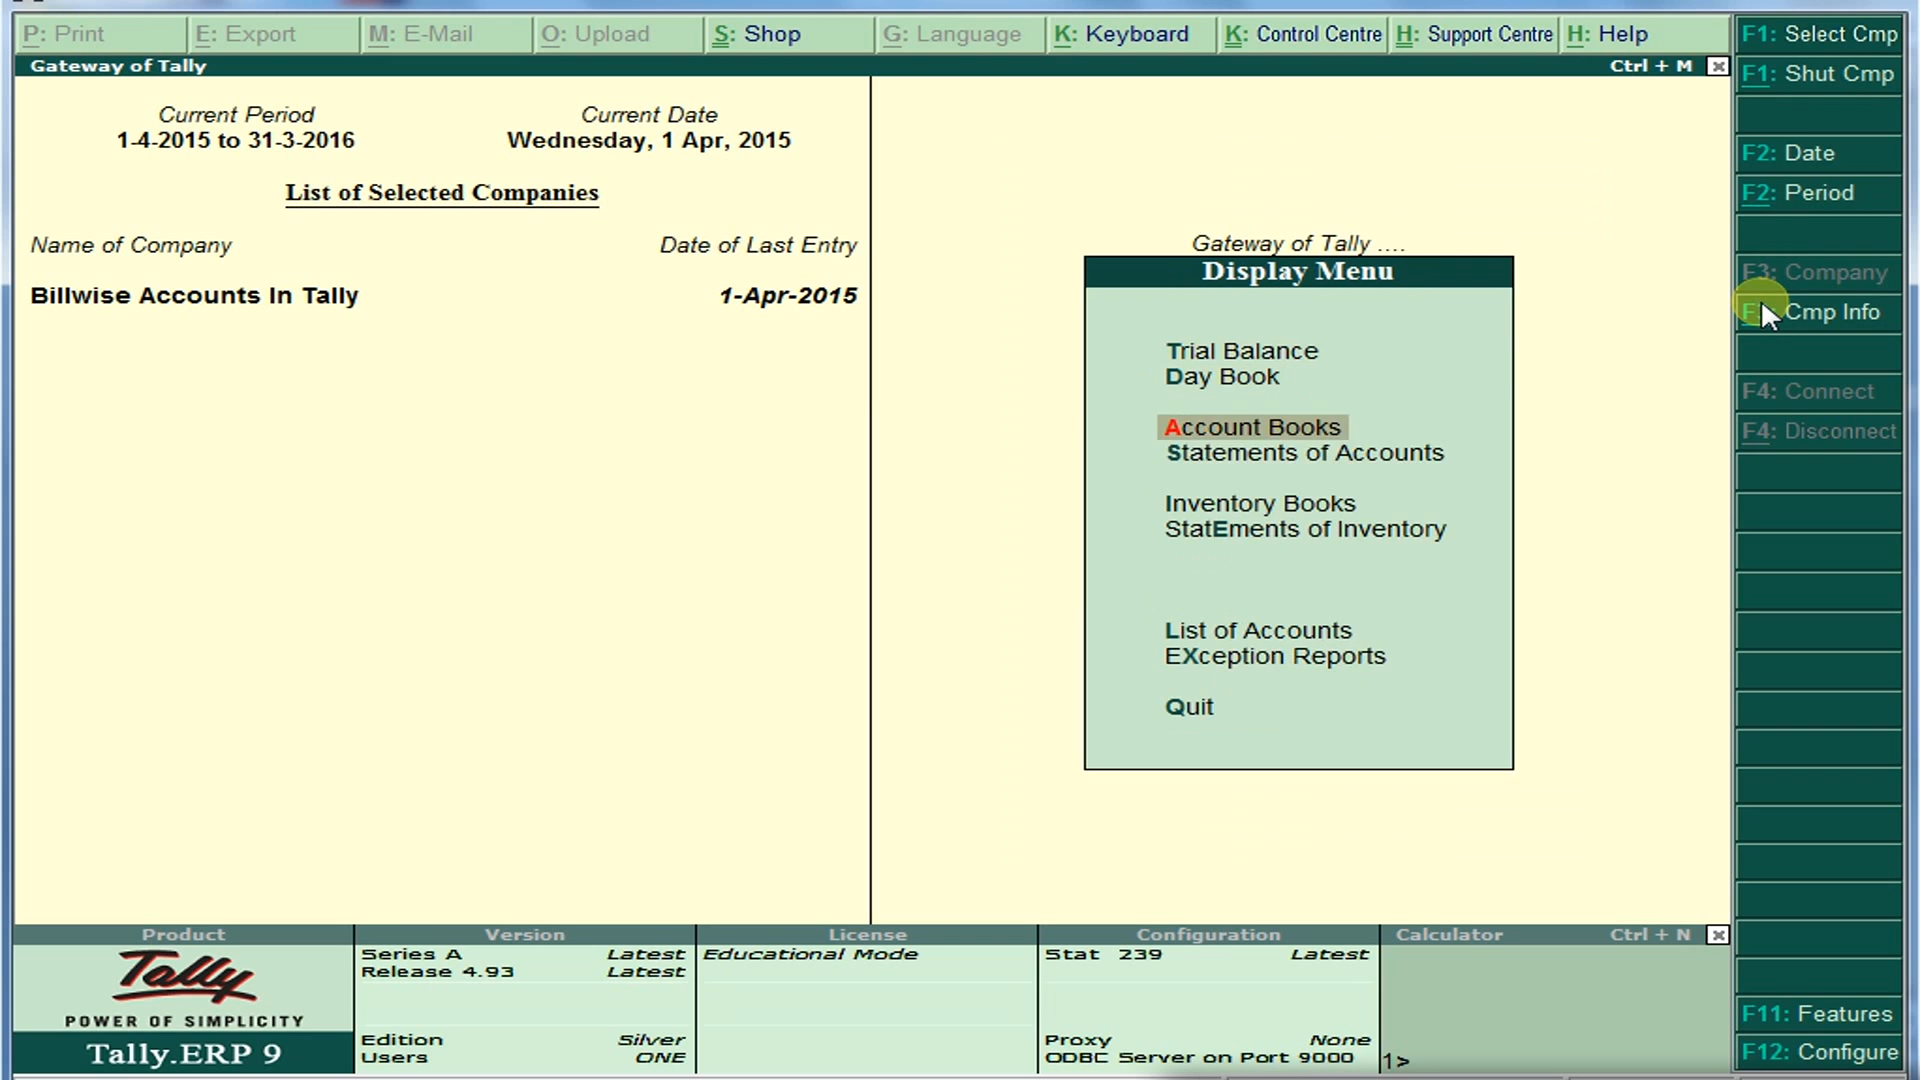 P: Print E: Export M: E-Mail O: Upload S: Shop G: Language K: Keyboard K: Control Centre H: Support Centre H: Help
Gateway of Tally Ctrl + M
Current Period Current Date
1-4-2015 to 31-3-2016 Wednesday, 1 Apr, 2015
List of Selected Companies
Name of Company Date of Last Entry
Billwise Accounts In Tally 1-Apr-2015
Gateway of Tally ....
Display Menu
Trial Balance
Day Book
Account Books
Statements of Accounts
Inventory Books
StatEments of Inventory
List of Accounts
EXception Reports
Quit
F1: Select Cmp
F1: Shut Cmp
F2: Date
F2: Period
F3: Company
Cmp Info
F4: Connect
F4: Disconnect
F11: Features
F12: Configure
Product
Tally
POWER OF SIMPLICITY
Tally.ERP 9
Version
Series A Latest
Release 4.93 Latest
Edition Silver
Users ONE
License
Educational Mode
Configuration
Stat 239 Latest
Proxy None
ODBC Server on Port 9000
Calculator Ctrl + N
1>